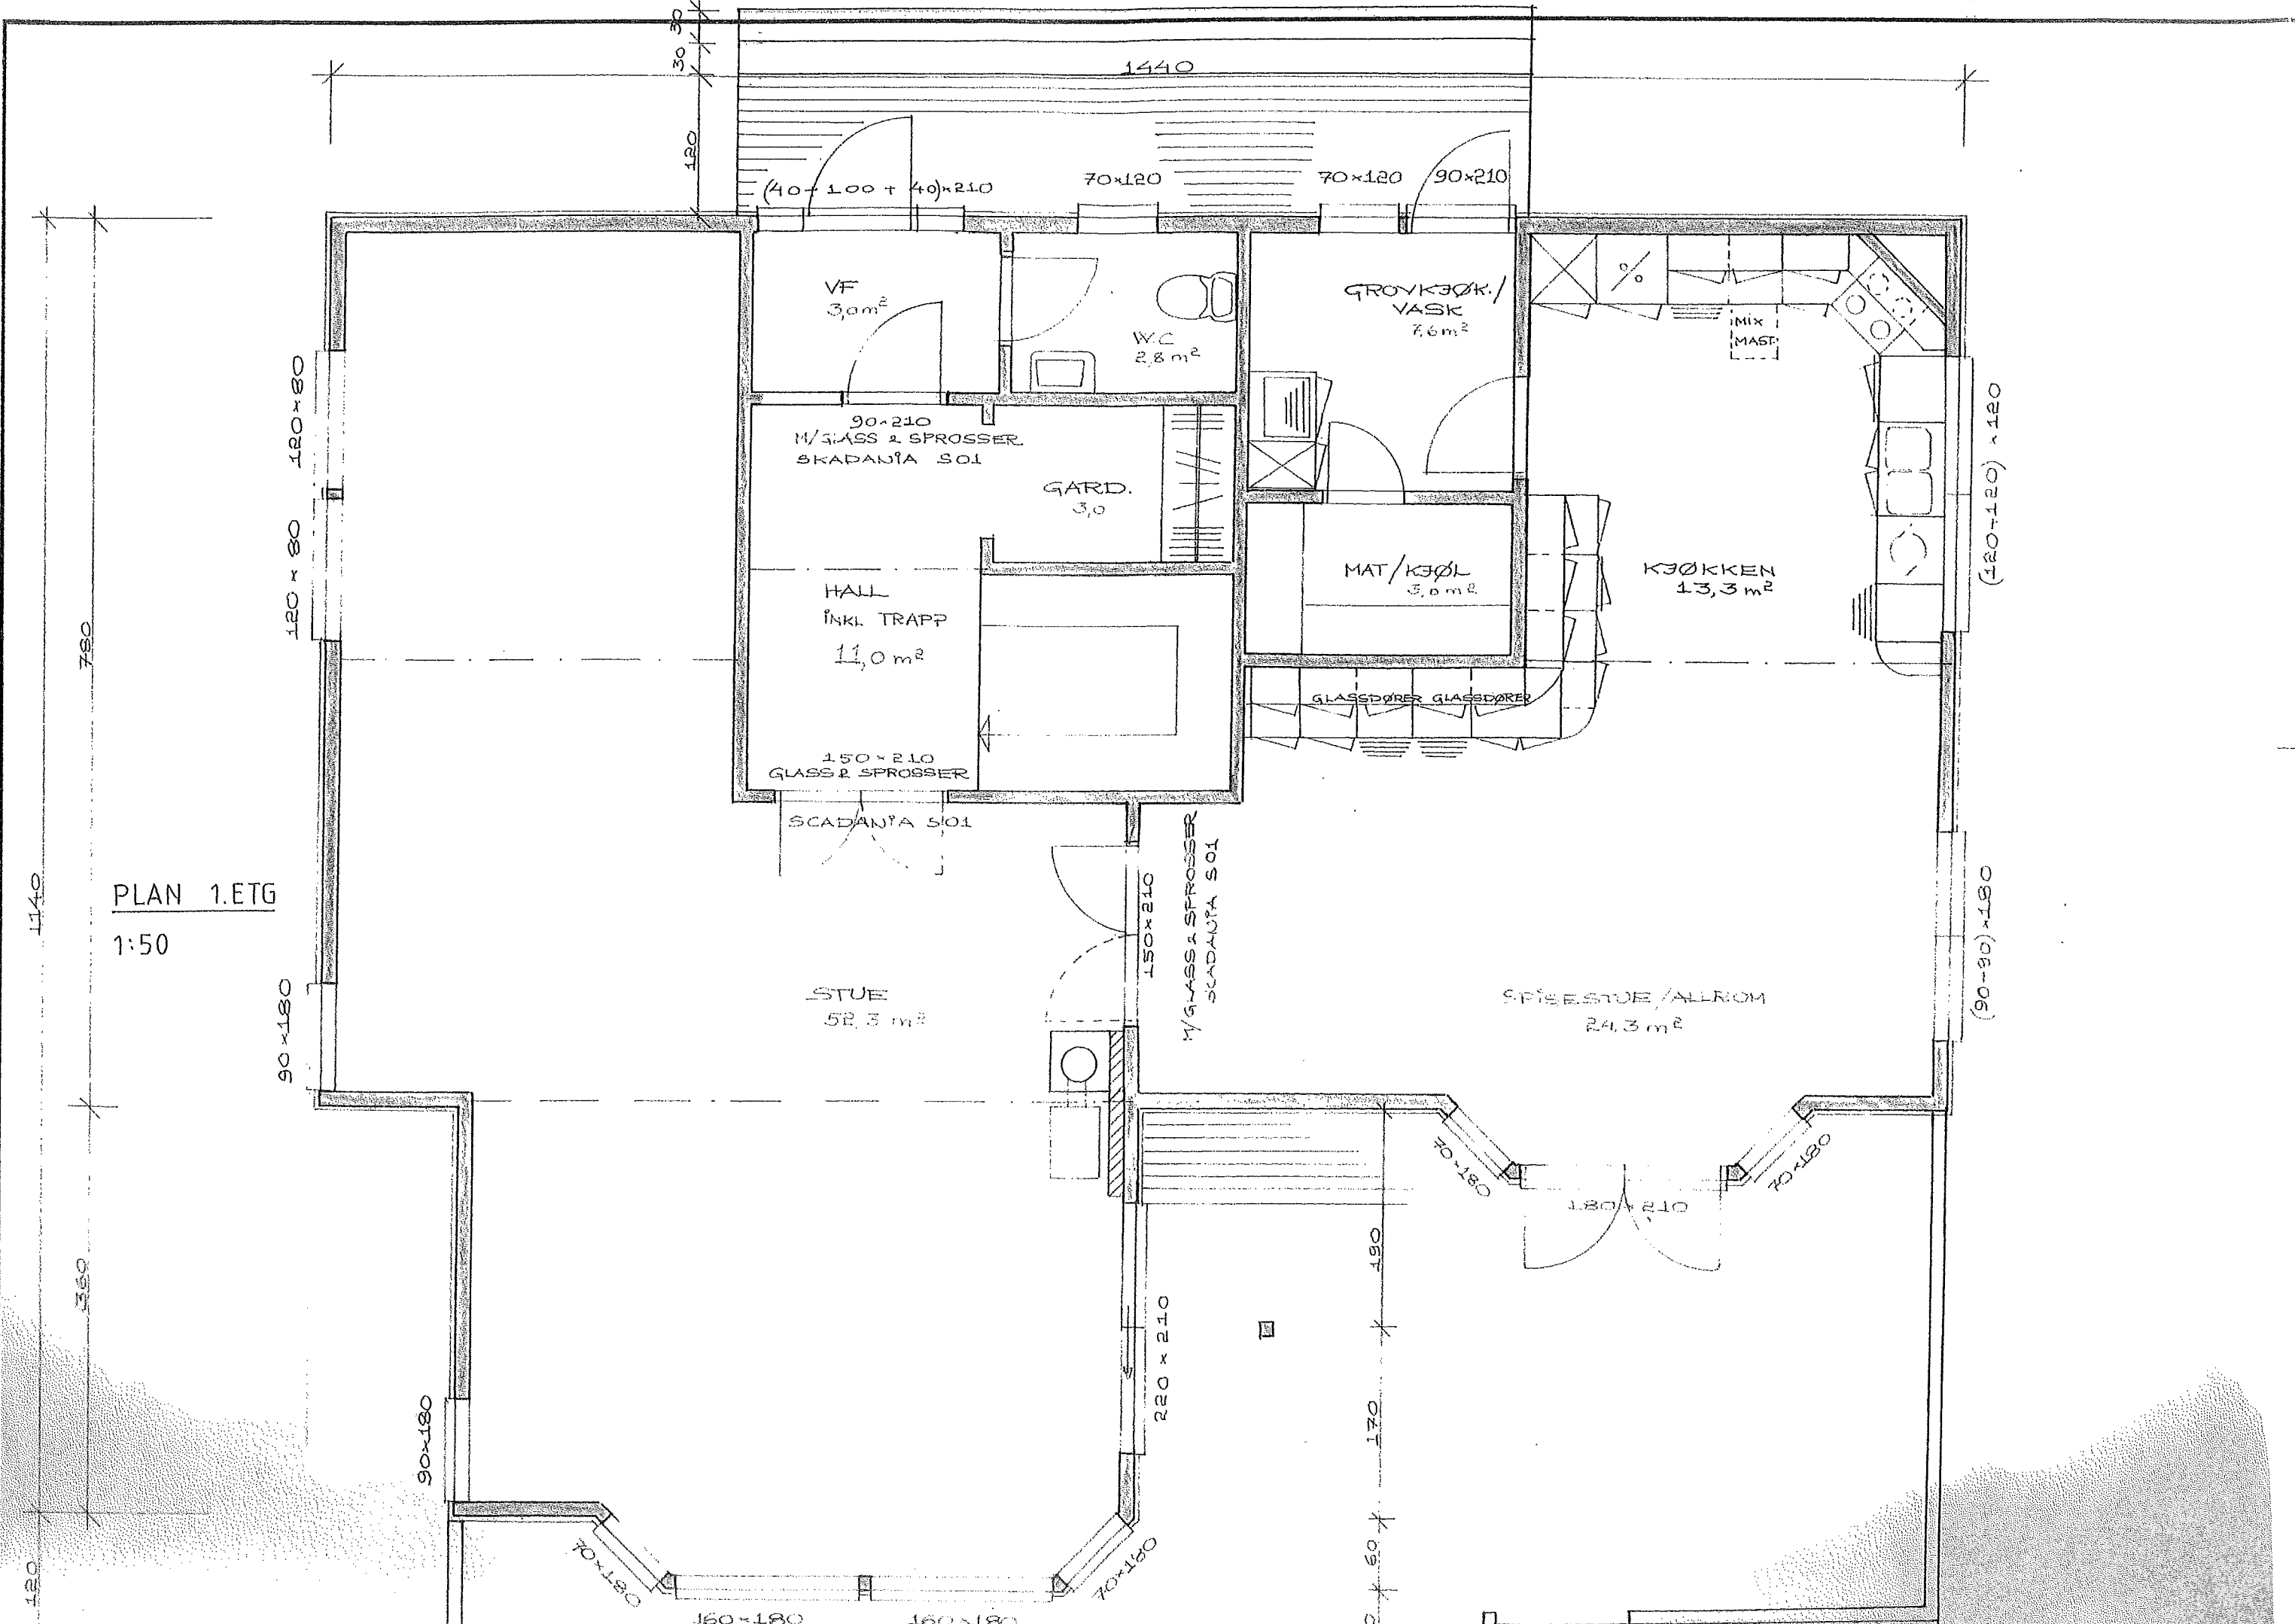 30
30
1440
120
(40+100+40)×210
70×120
70×120
90×210
VF
3,0m²
GROVKJØK./
VASK
7,6m²
W.C
2,8m²
MIX
MAST.
120×80
90×210
M/GLASS & SPROSSER
SKADANIA S01
GARD.
3,0
(120+120)×120
120×80
MAT/KJØL
3,0m²
KJØKKEN
13,3m²
HALL
INKL TRAPP
11,0m²
780
GLASSDØRER GLASSDØRER
150×210
GLASS & SPROSSER
SCADANIA S01
M/GLASS & SPROSSER
SCADANIA S01
150×210
1140
PLAN 1.ETG
1:50
(90+90)×180
STUE
52,3m²
SPISESTUE/ALLROM
24,3m²
90×180
70×180
70×180
180×210
190
360
220×210
170
90×180
60
70×180
70×180
120
160×180
160×180